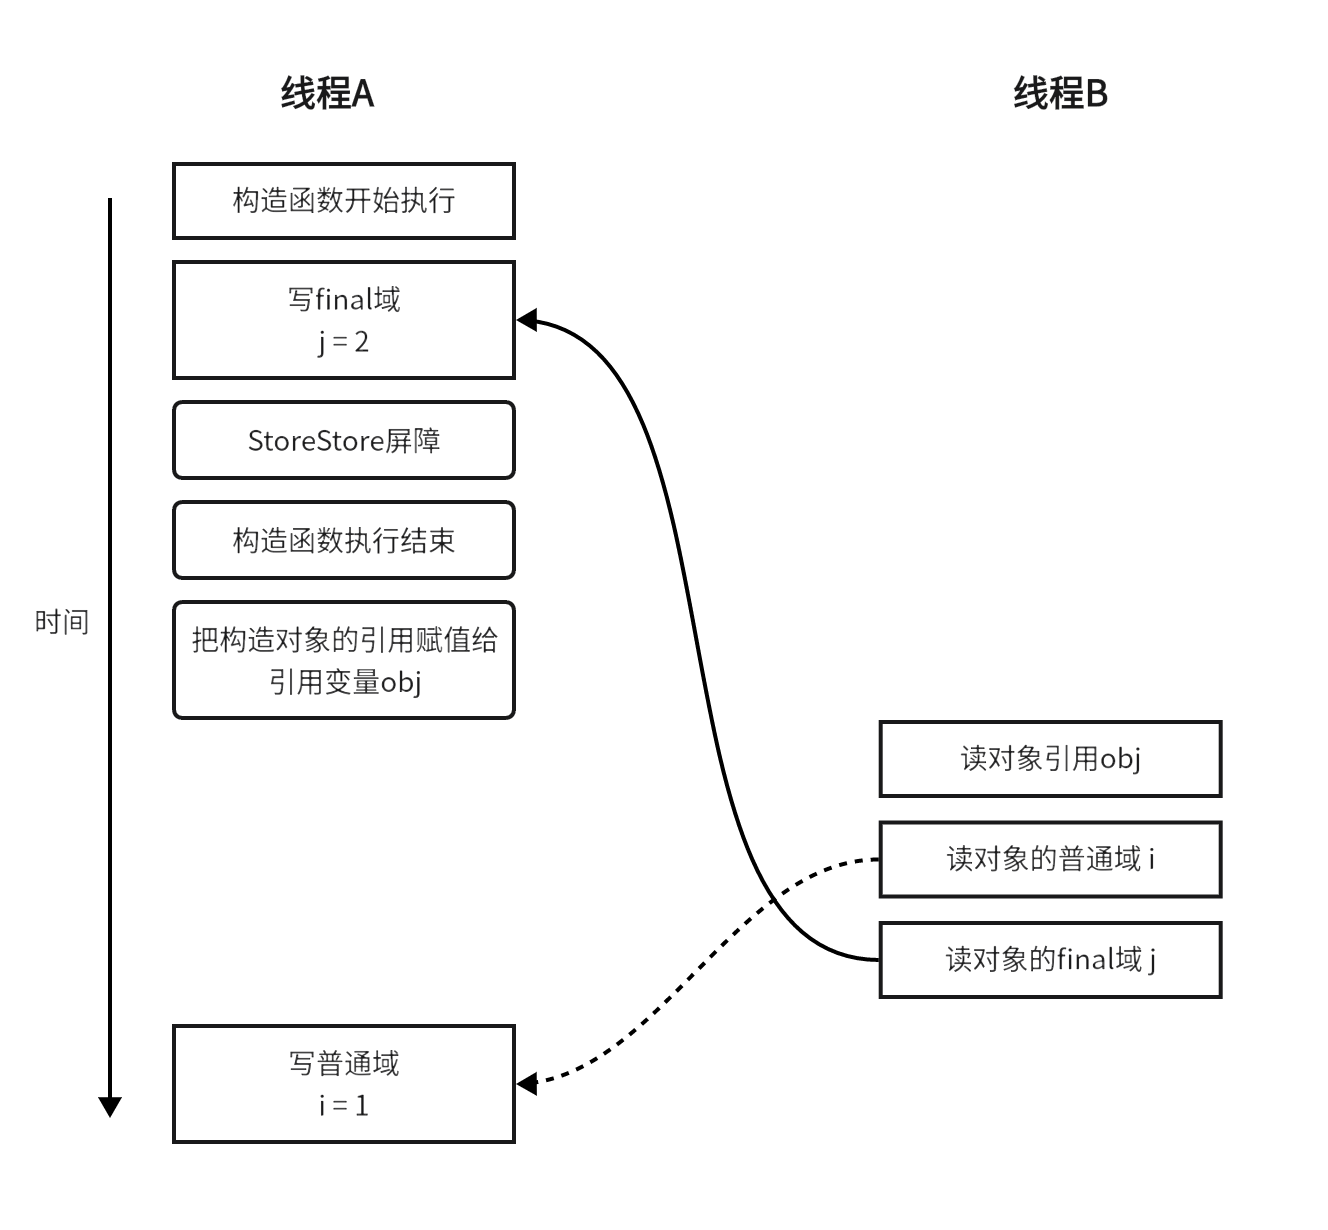 线程A
线程B
构造函数开始执行
写final域
j = 2
StoreStore屏障
构造函数执行结束
时间
把构造对象的引用赋值给
引用变量obj
读对象引用obj
读对象的普通域 i
读对象的final域 j
写普通域
i = 1